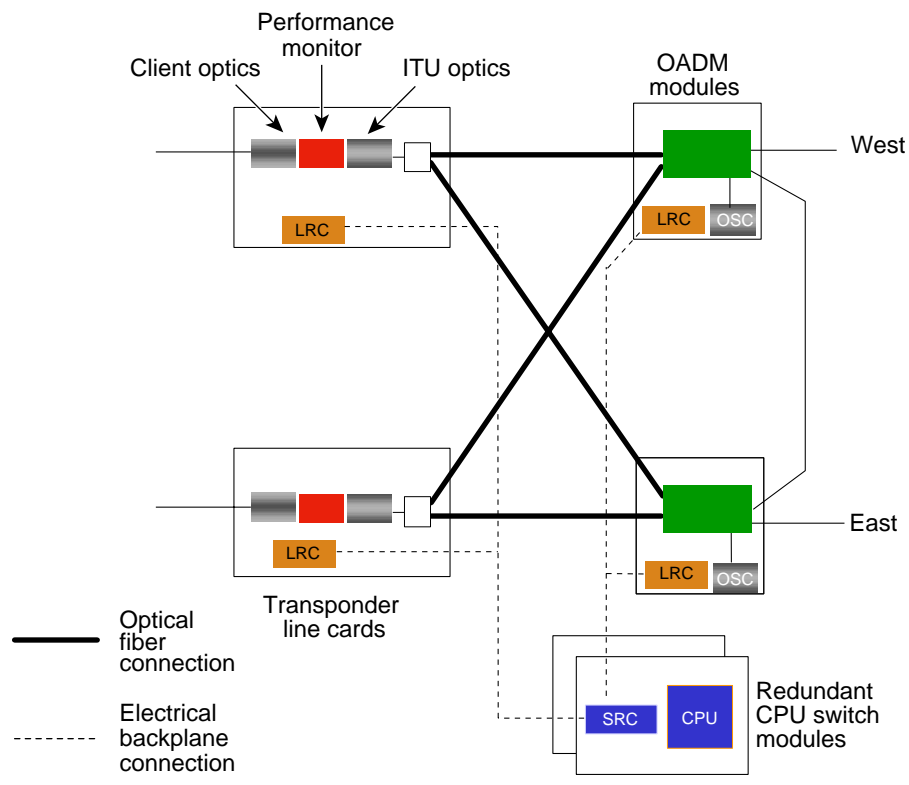 Performance
monitor
Client optics
ITU optics
OADM
modules
West
LRC
LRC
OSC
East
LRC
LRC
OSC
Transponder
line cards
Optical
fiber
connection
Electrical
backplane
connection
SRC
CPU
Redundant
CPU switch
modules